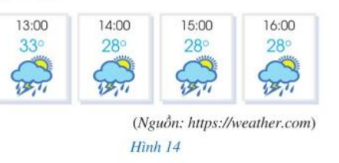 13:00 14:00 15:00 16:00
33° 28° 28° 28°
(Nguồn: https://weather.com)
Hình 14